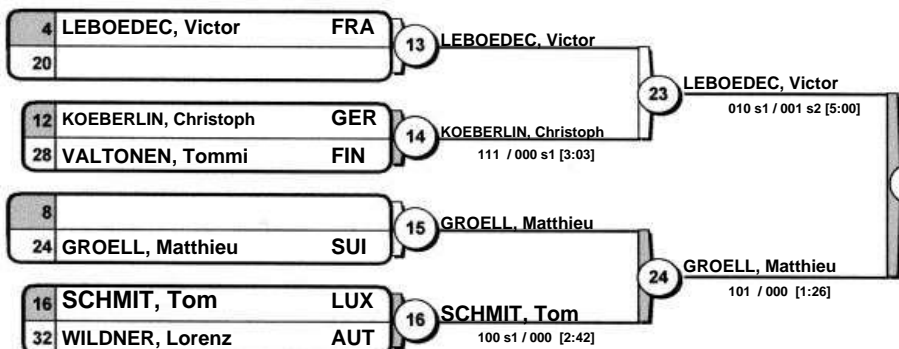 4 LEBOEDEC, Victor FRA
20
13 LEBOEDEC, Victor
12 KOEBERLIN, Christoph GER
28 VALTONEN, Tommi FIN
14 KOEBERLIN, Christoph
111 / 000 s1 [3:03]
23 LEBOEDEC, Victor
010 s1 / 001 s2 [5:00]
8
24 GROELL, Matthieu SUI
15 GROELL, Matthieu
16 SCHMIT, Tom LUX
32 WILDNER, Lorenz AUT
16 SCHMIT, Tom
100 s1 / 000 [2:42]
24 GROELL, Matthieu
101 / 000 [1:26]